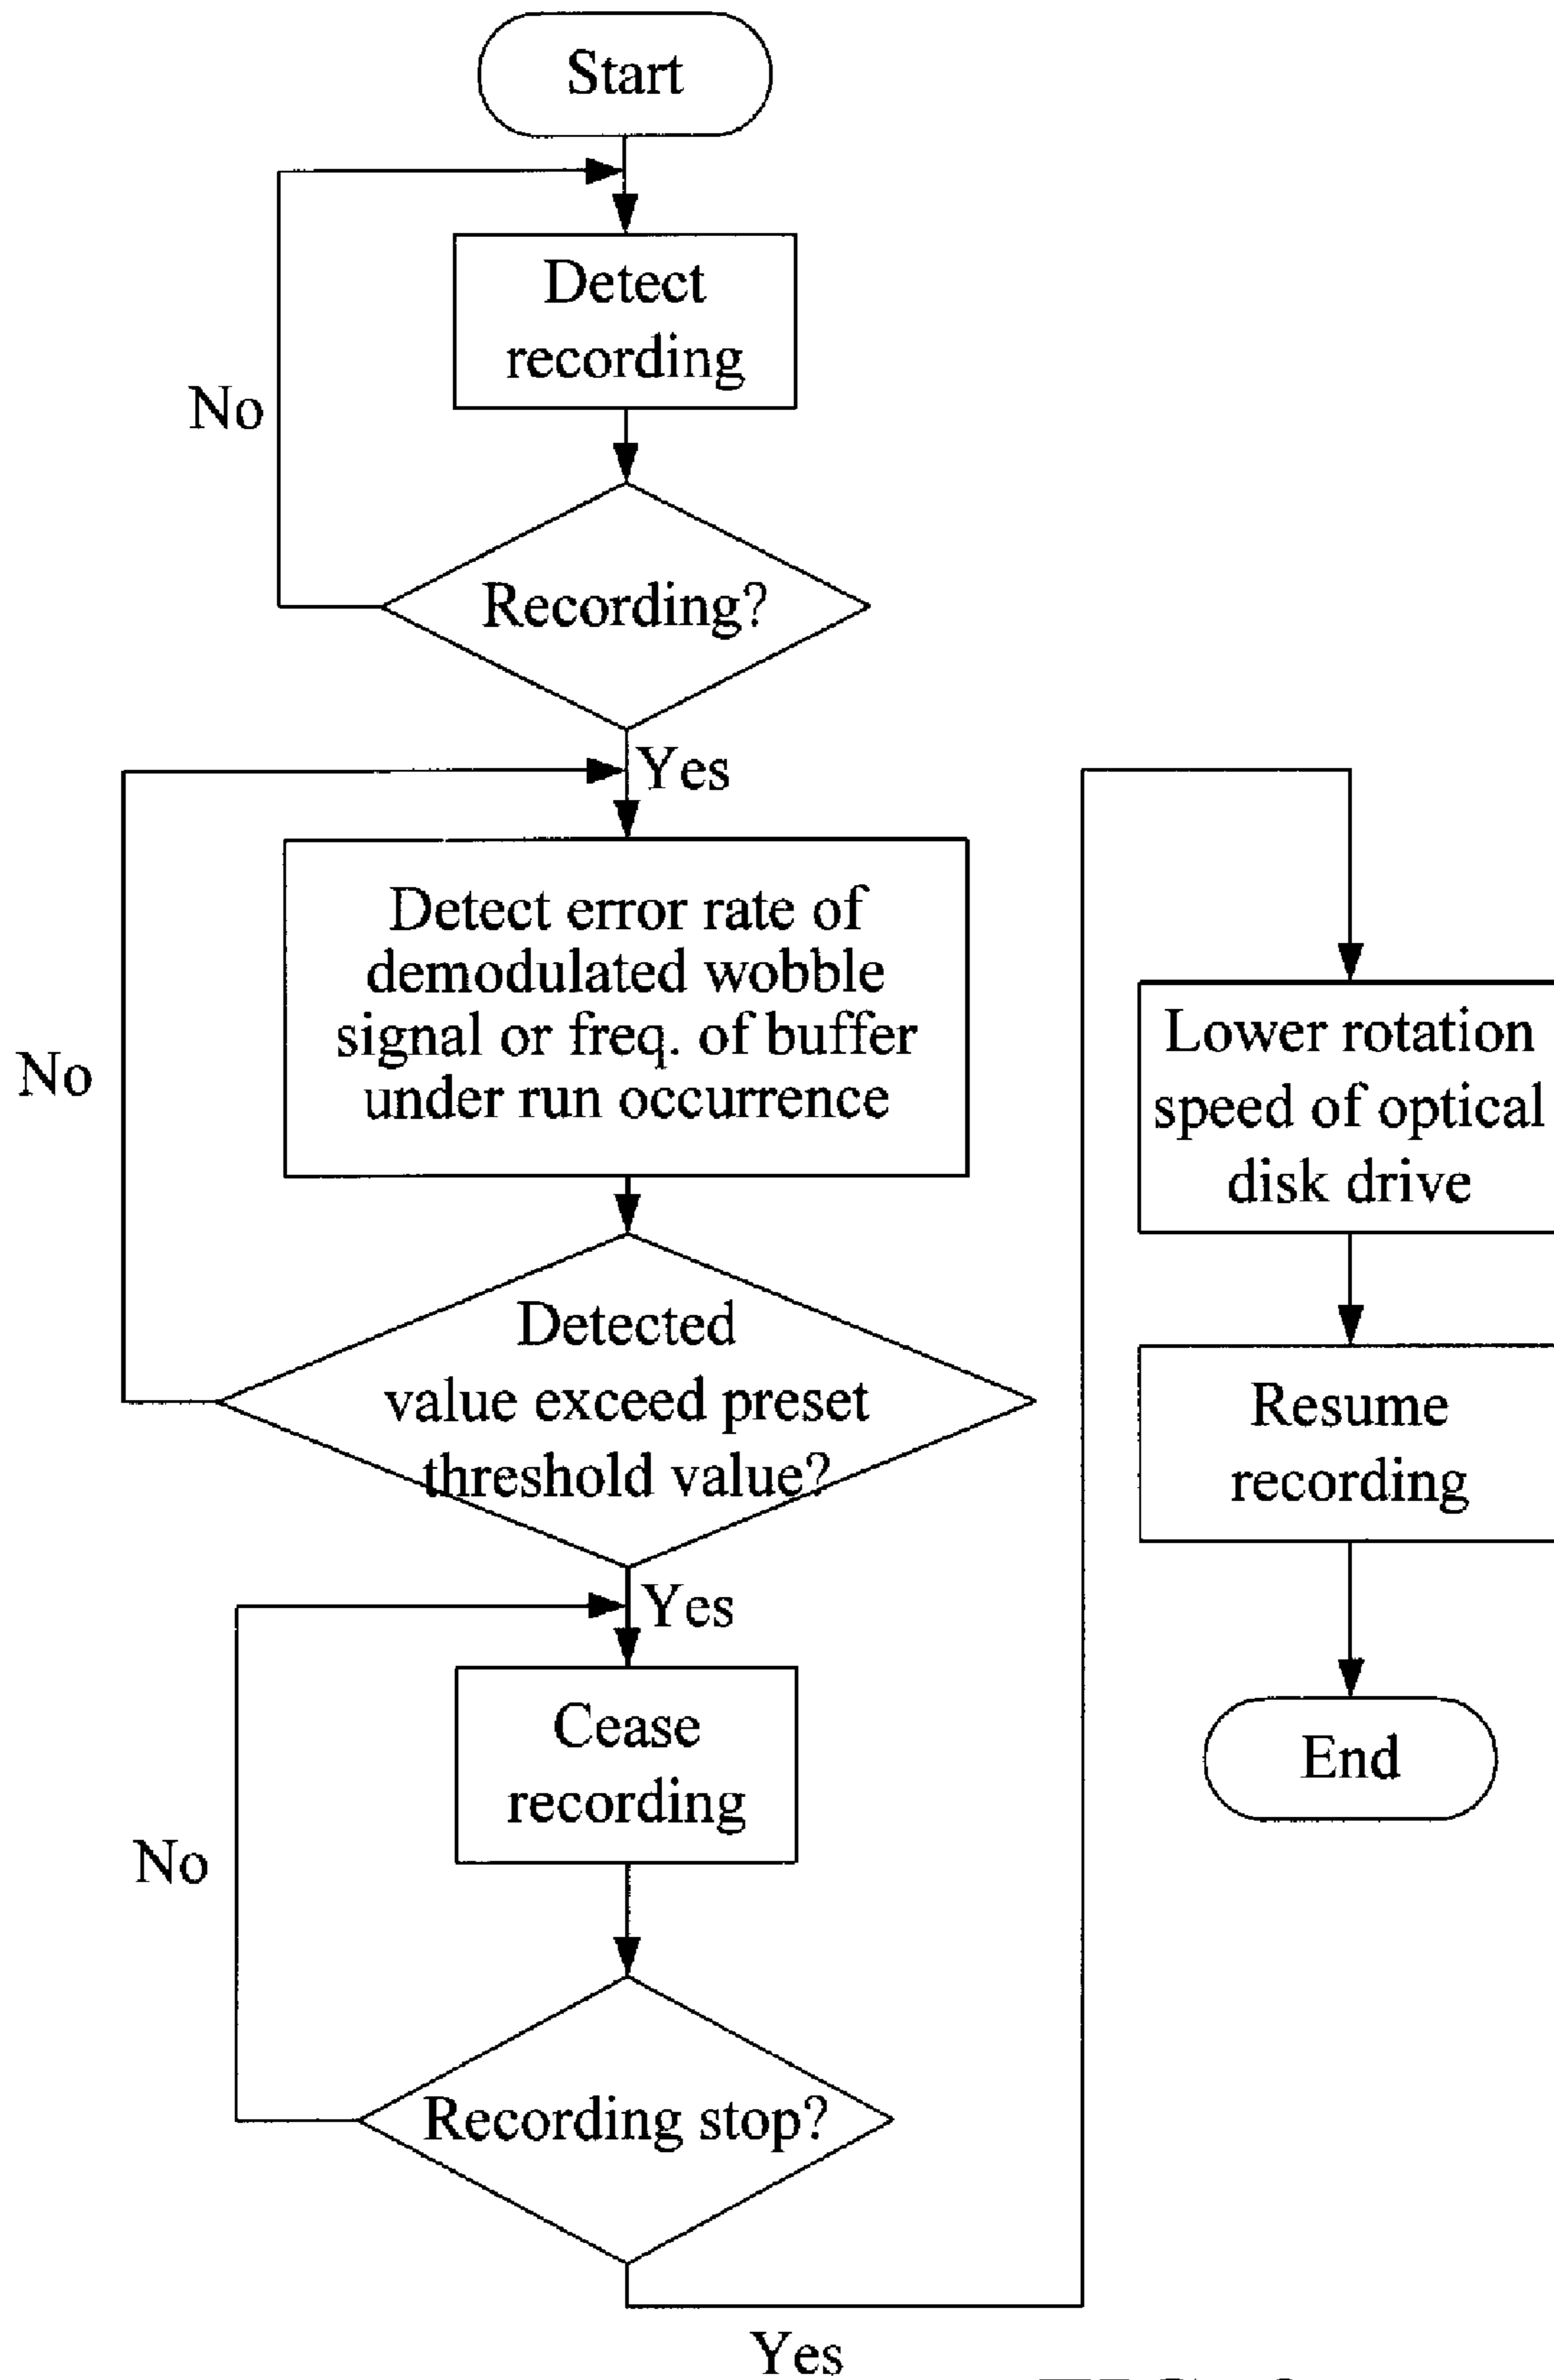 Start
Detect
recording
No
Recording?
Yes
Detect error rate of
demodulated wobble
signal or freq. of buffer
under run occurrence
No
Detected
value exceed preset
threshold value?
Yes
Cease
recording
No
Recording stop?
Yes
Lower rotation
speed of optical
disk drive
Resume
recording
End